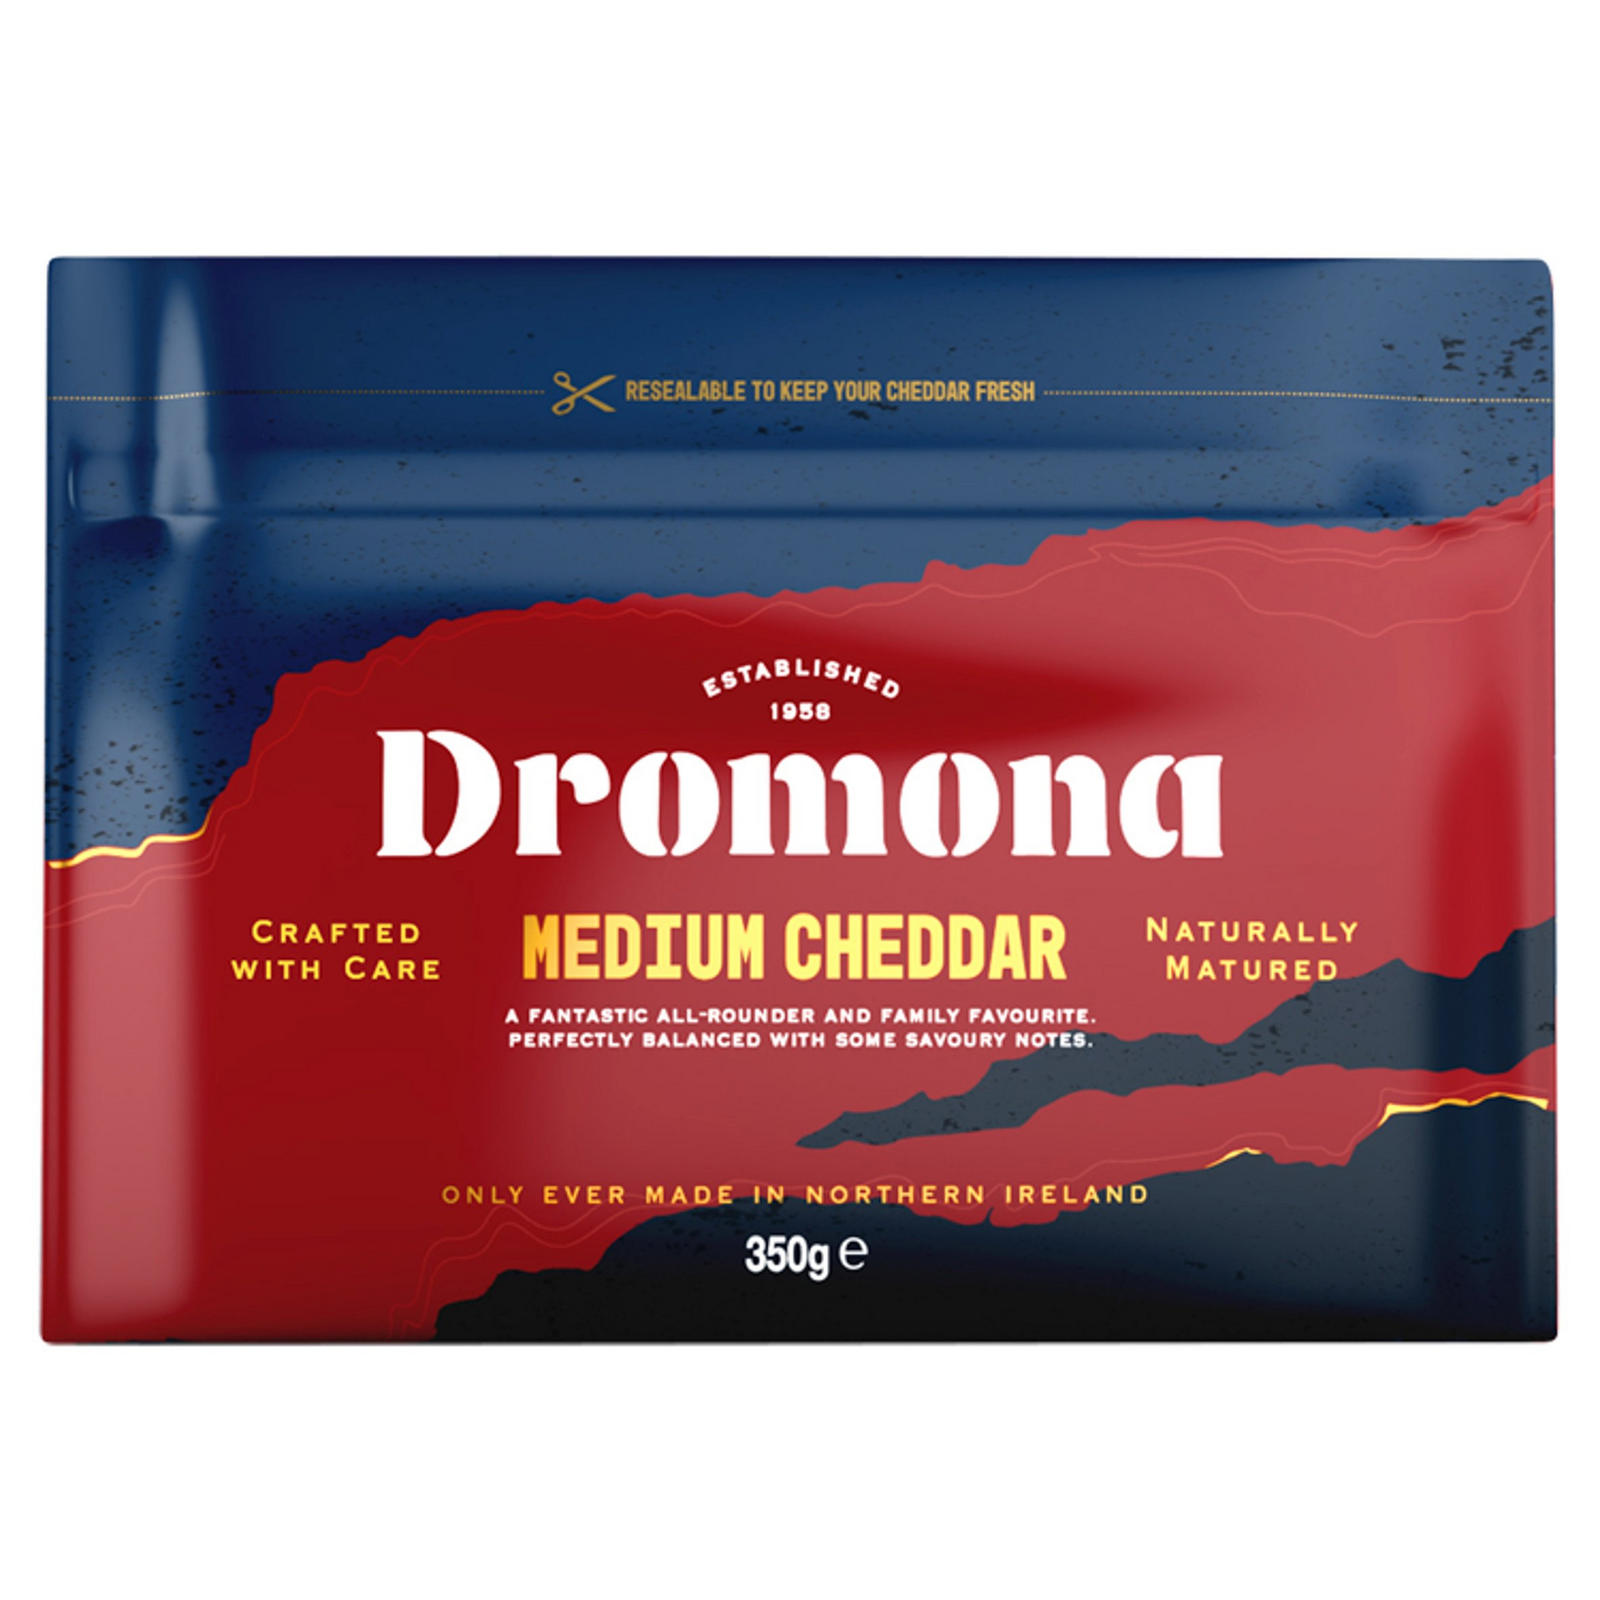 RESEALABLE TO KEEP YOUR CHEDDAR FRESH
ESTABLISHED
1958
Dromona
CRAFTED
WITH CARE
MEDIUM CHEDDAR
NATURALLY
MATURED
A FANTASTIC ALL-ROUNDER AND FAMILY FAVOURITE.
PERFECTLY BALANCED WITH SOME SAVOURY NOTES.
ONLY EVER MADE IN NORTHERN IRELAND
350g ℮